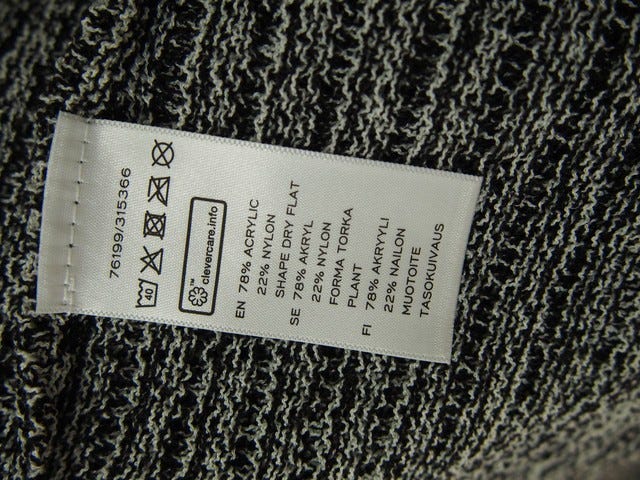 76199/315366
40
clevercare.info
™
EN 78% ACRYLIC
22% NYLON
SHAPE DRY FLAT
SE 78% AKRYL
22% NYLON
FORMA TORKA
PLANT
FI 78% AKRYYLI
22% NAILON
MUOTOITE
TASOKUIVAUS